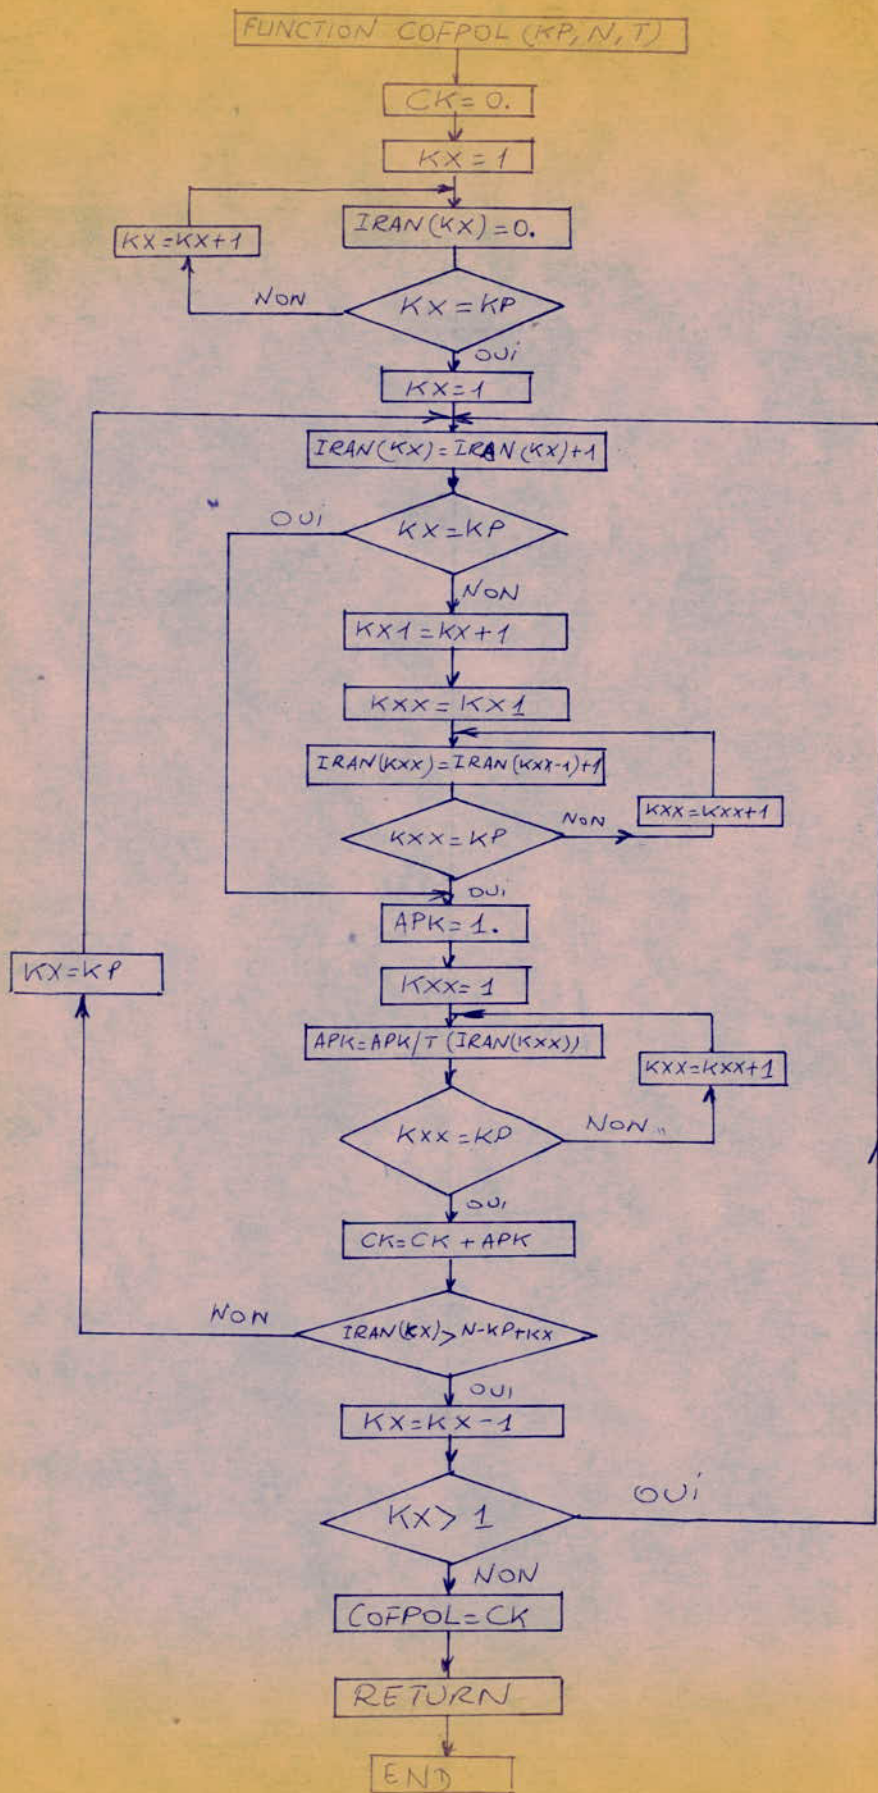 FUNCTION COFPOL (KP, N, T)
CK = 0.
KX = 1
IRAN(KX) = 0.
KX = KX+1
NON
KX = KP
OUi
KX = 1
IRAN(KX) = IRAN(KX)+1
OUi
KX = KP
NON
KX1 = KX+1
KXX = KX1
IRAN(KXX) = IRAN(KXX-1)+1
KXX = KXX+1
NON
KXX = KP
OUi
APK = 1.
KX = KP
KXX = 1
APK = APK/T (IRAN(KXX))
KXX = KXX+1
KXX = KP
NON
OUi
CK = CK + APK
NON
IRAN(KX) > N-KP+KX
OUi
KX = KX-1
OUi
KX > 1
NON
COFPOL = CK
RETURN
END